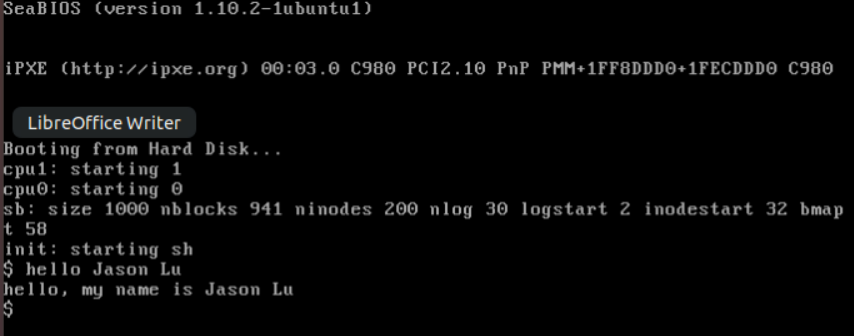 SeaBIOS (version 1.10.2-1ubuntu1)
iPXE (http://ipxe.org) 00:03.0 C980 PCI2.10 PnP PMM+1FF8DDD0+1FECDDD0 C980
LibreOffice Writer
Booting from Hard Disk...
cpu1: starting 1
cpu0: starting 0
sb: size 1000 nblocks 941 ninodes 200 nlog 30 logstart 2 inodestart 32 bmap
t 58
init: starting sh
$ hello Jason Lu
hello, my name is Jason Lu
$